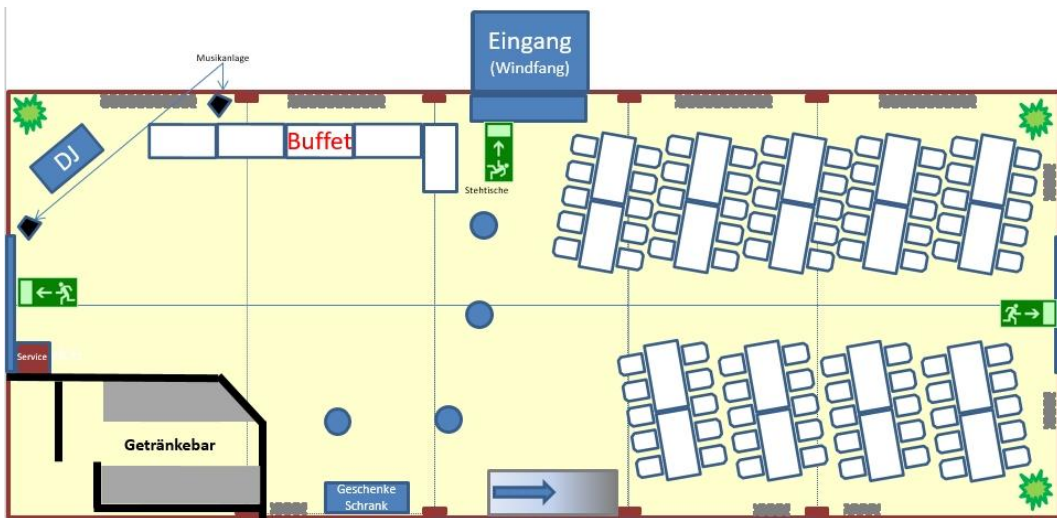 Eingang
(Windfang)
Musikanlage
DJ
Buffet
Stehtische
Service
Getränkebar
Geschenke
Schrank